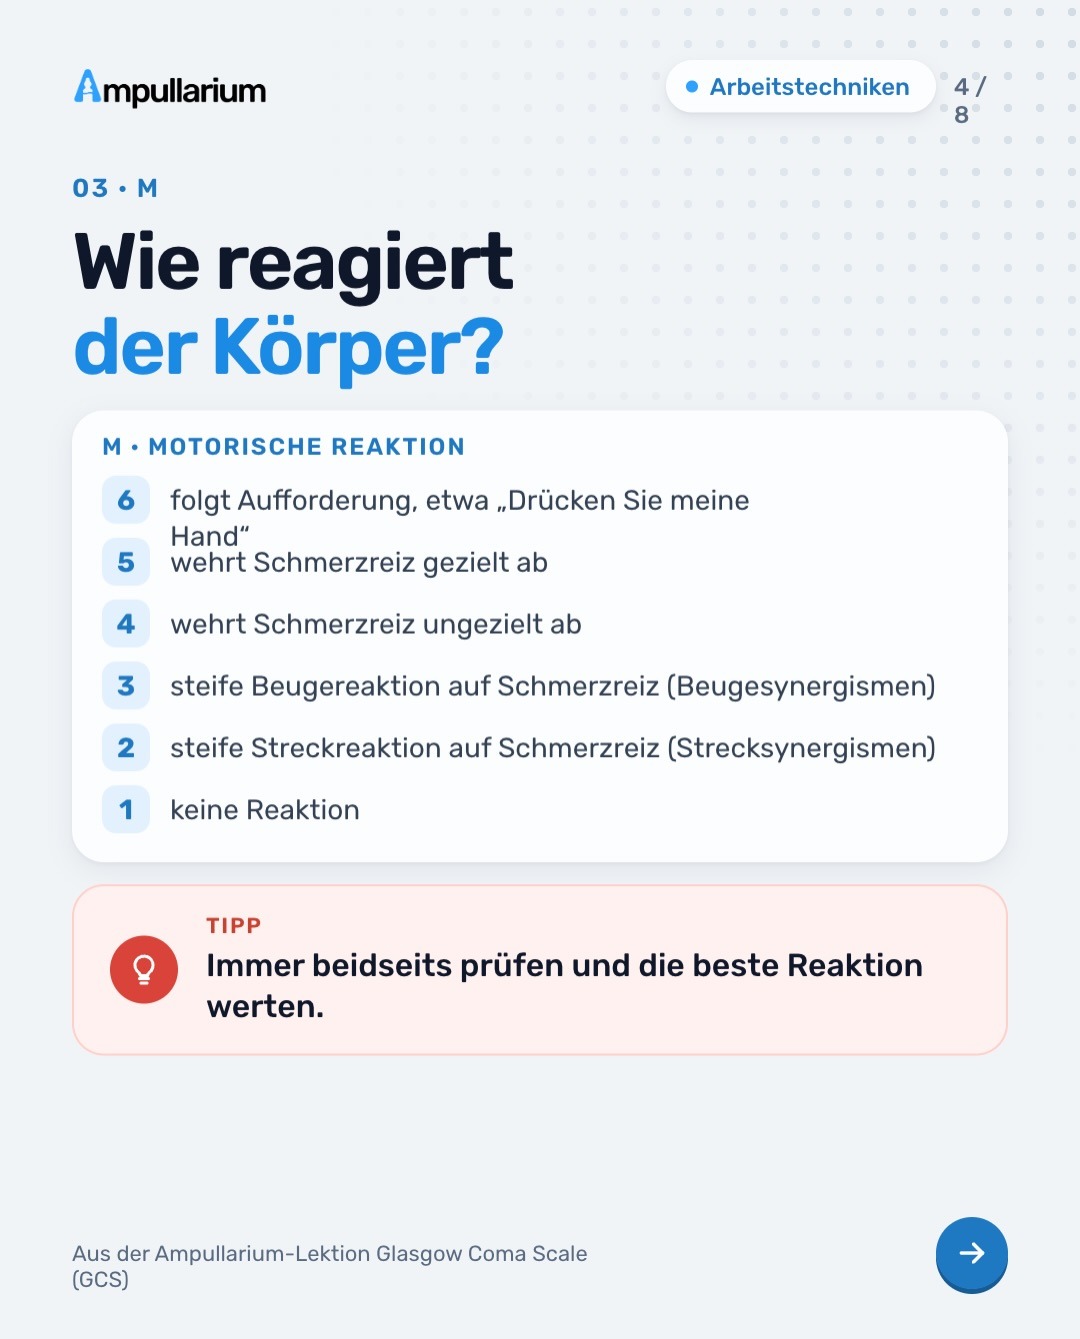 Ampullarium
Arbeitstechniken
4 /
8
03 · M
Wie reagiert
der Körper?
M · MOTORISCHE REAKTION
6 folgt Aufforderung, etwa „Drücken Sie meine
Hand“
5 wehrt Schmerzreiz gezielt ab
4 wehrt Schmerzreiz ungezielt ab
3 steife Beugereaktion auf Schmerzreiz (Beugesynergismen)
2 steife Streckreaktion auf Schmerzreiz (Strecksynergismen)
1 keine Reaktion
TIPP
Immer beidseits prüfen und die beste Reaktion
werten.
Aus der Ampullarium-Lektion Glasgow Coma Scale
(GCS)